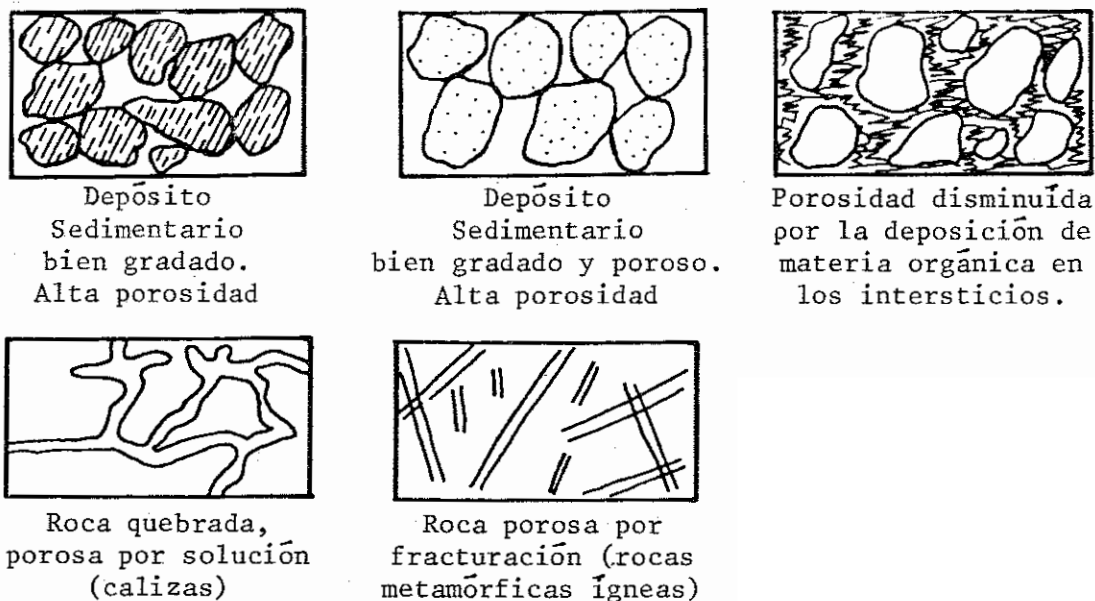 Depósito
Sedimentario
bien gradado.
Alta porosidad
Depósito
Sedimentario
bien gradado y poroso.
Alta porosidad
Porosidad disminuída
por la deposición de
materia orgánica en
los intersticios.
Roca quebrada,
porosa por solución
(calizas)
Roca porosa por
fracturación (rocas
metamórficas ígneas)